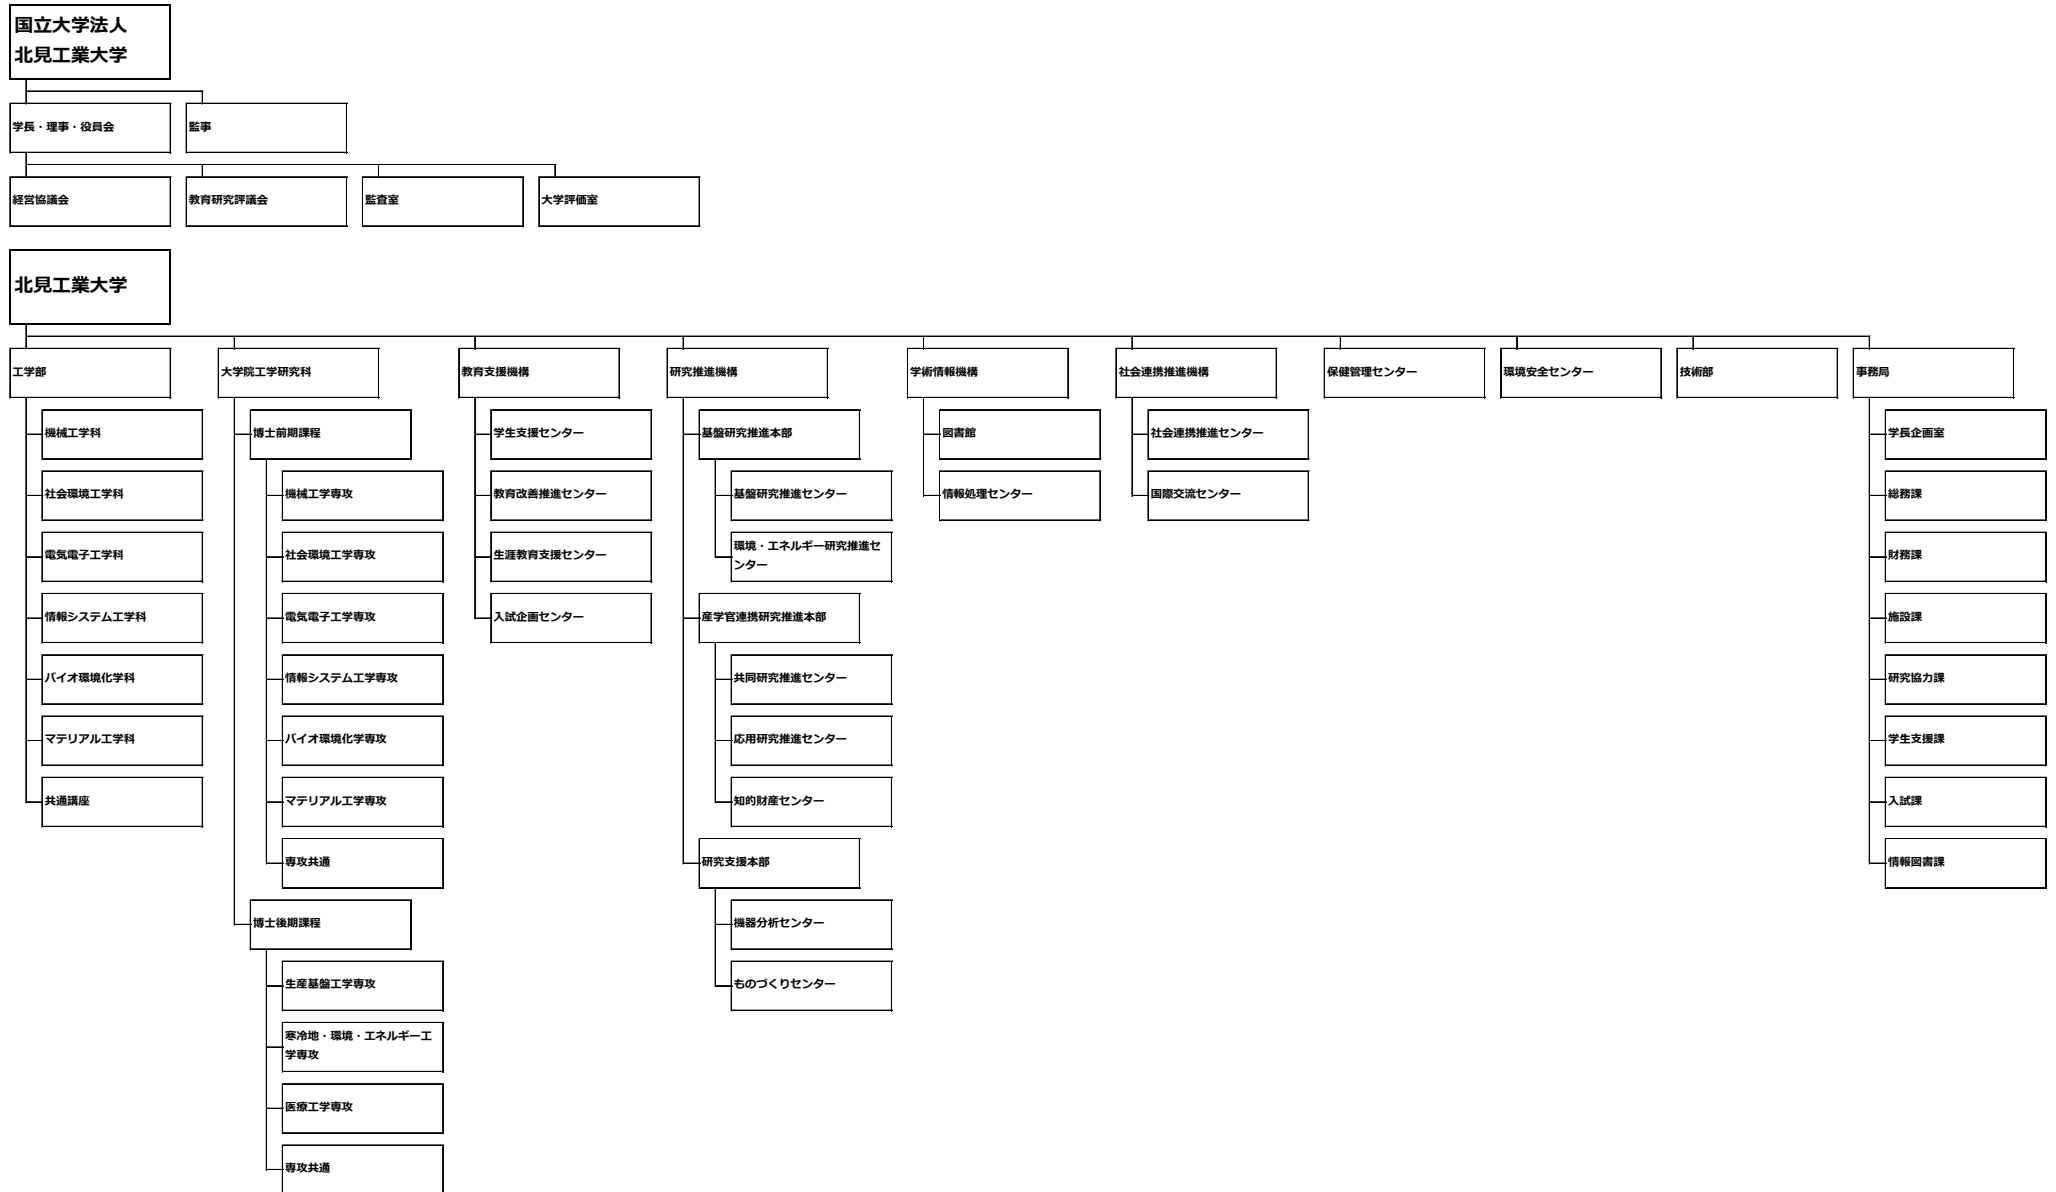 国立大学法人
北見工業大学
学長・理事・役員会
監事
経営協議会
教育研究評議会
監査室
大学評価室
北見工業大学
工学部
機械工学科
社会環境工学科
電気電子工学科
情報システム工学科
バイオ環境化学科
マテリアル工学科
共通講座
大学院工学研究科
博士前期課程
機械工学専攻
社会環境工学専攻
電気電子工学専攻
情報システム工学専攻
バイオ環境化学専攻
マテリアル工学専攻
専攻共通
博士後期課程
生産基盤工学専攻
寒冷地・環境・エネルギー工
学専攻
医療工学専攻
専攻共通
教育支援機構
学生支援センター
教育改善推進センター
生涯教育支援センター
入試企画センター
研究推進機構
基盤研究推進本部
基盤研究推進センター
環境・エネルギー研究推進セ
ンター
産学官連携研究推進本部
共同研究推進センター
応用研究推進センター
知的財産センター
研究支援本部
機器分析センター
ものづくりセンター
学術情報機構
図書館
情報処理センター
社会連携推進機構
社会連携推進センター
国際交流センター
保健管理センター
環境安全センター
技術部
事務局
学長企画室
総務課
財務課
施設課
研究協力課
学生支援課
入試課
情報図書課